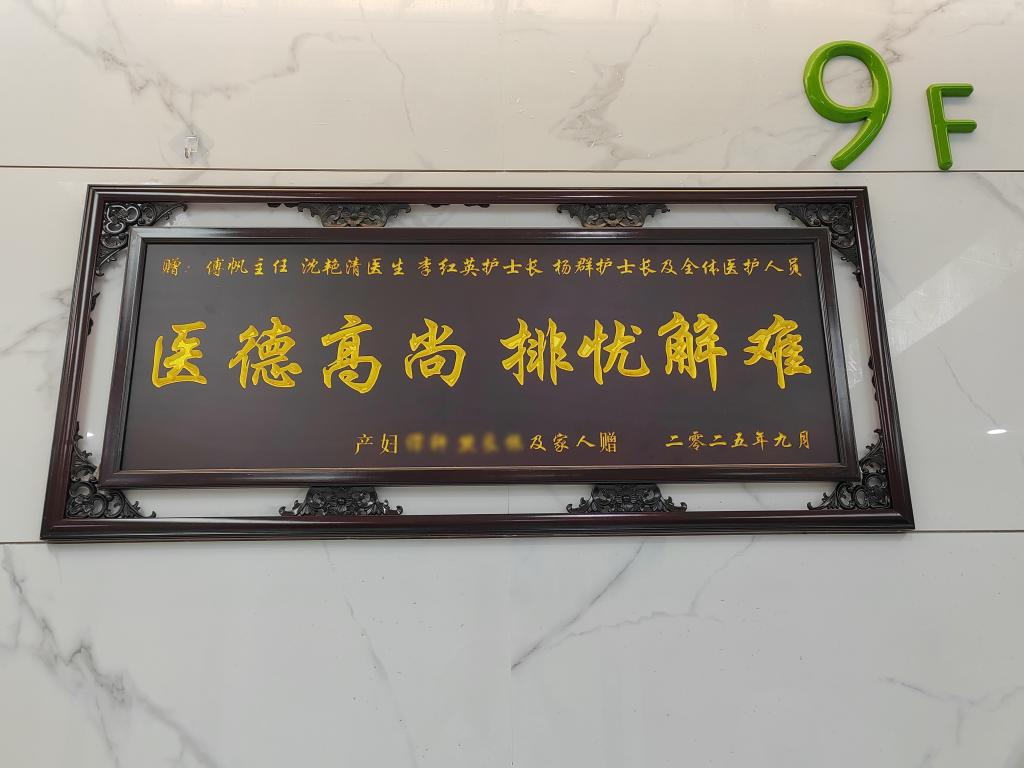 9F
赠：傅帆主任 沈艳清医生 李红英护士长 杨群护士长及全体医护人员
医德高尚 排忧解难
产妇 及家人赠 二零二五年九月